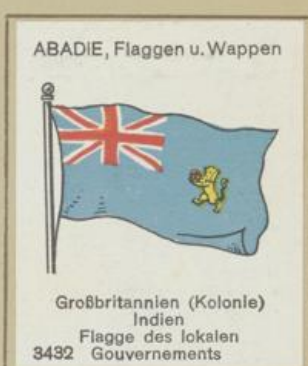 ABADIE, Flaggen u. Wappen
Großbritannien (Kolonie)
Indien
Flagge des lokalen
3432 Gouvernements